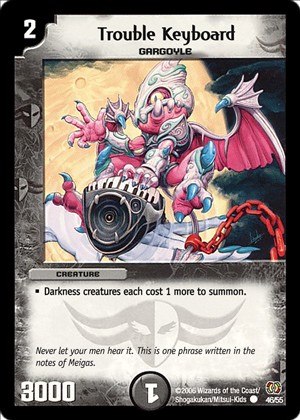 2
Trouble Keyboard
GARGOYLE
CREATURE
▪ Darkness creatures each cost 1 more to summon.
Never let your men hear it. This is one phrase written in the
notes of Meigas.
3000
1
©2006 Wizards of the Coast/
Shogakukan/Mitsui-Kids
46/55